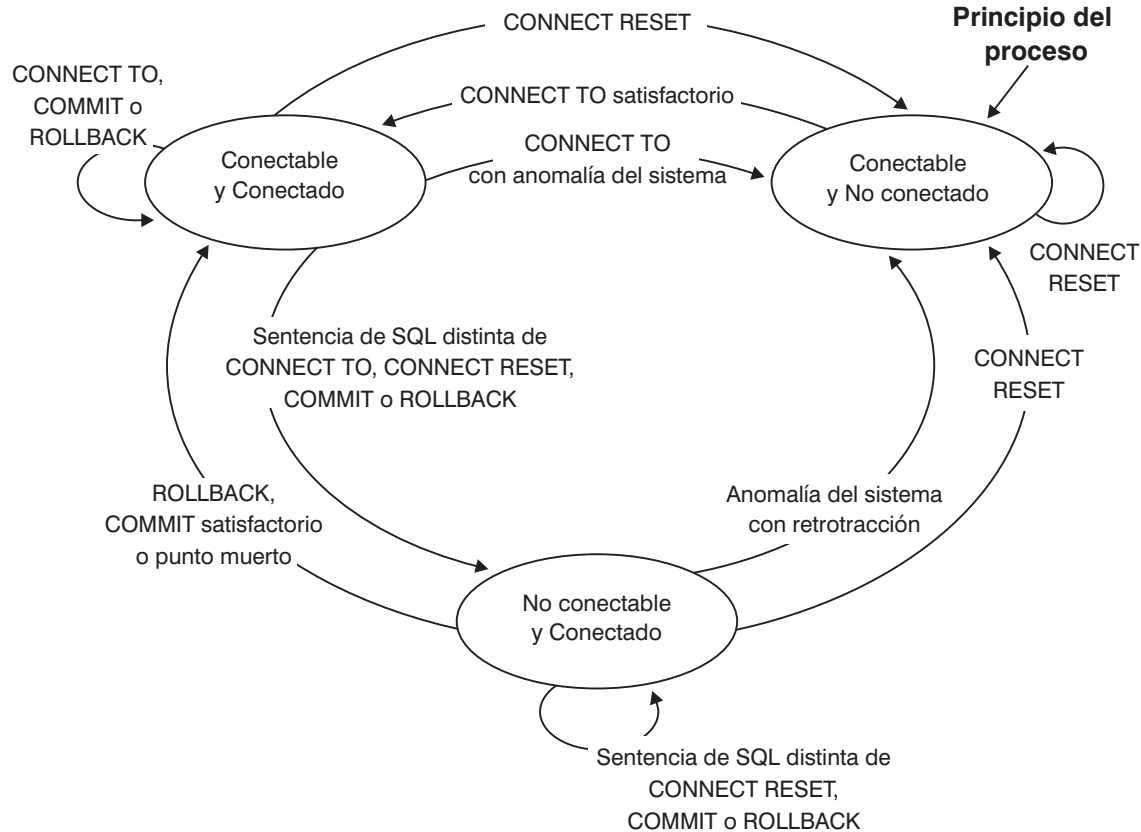 Principio del
proceso
CONNECT RESET
CONNECT TO,
COMMIT o
ROLLBACK
CONNECT TO satisfactorio
CONNECT TO
con anomalía del sistema
Conectable
y Conectado
Conectable
y No conectado
CONNECT
RESET
Sentencia de SQL distinta de
CONNECT TO, CONNECT RESET,
COMMIT o ROLLBACK
CONNECT
RESET
ROLLBACK,
COMMIT satisfactorio
o punto muerto
Anomalía del sistema
con retrotracción
No conectable
y Conectado
Sentencia de SQL distinta de
CONNECT RESET,
COMMIT o ROLLBACK